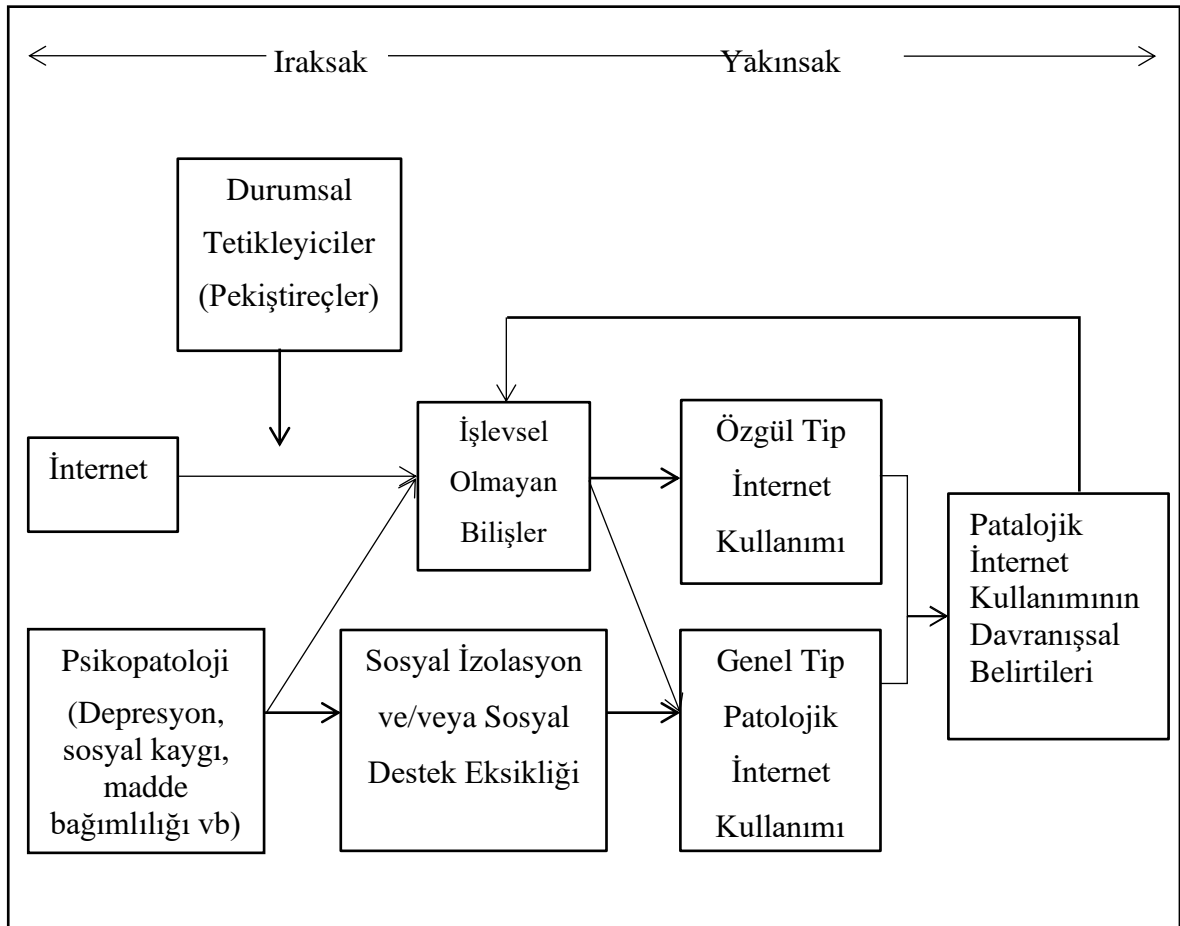 Iraksak
Yakınsak
Durumsal
Tetikleyiciler
(Pekiştireçler)
İnternet
İşlevsel
Olmayan
Bilişler
Özgül Tip
İnternet
Kullanımı
Patalojik
İnternet
Kullanımının
Davranışsal
Belirtileri
Psikopatoloji
(Depresyon,
sosyal kaygı,
madde
bağımlılığı vb)
Sosyal İzolasyon
ve/veya Sosyal
Destek Eksikliği
Genel Tip
Patolojik
İnternet
Kullanımı